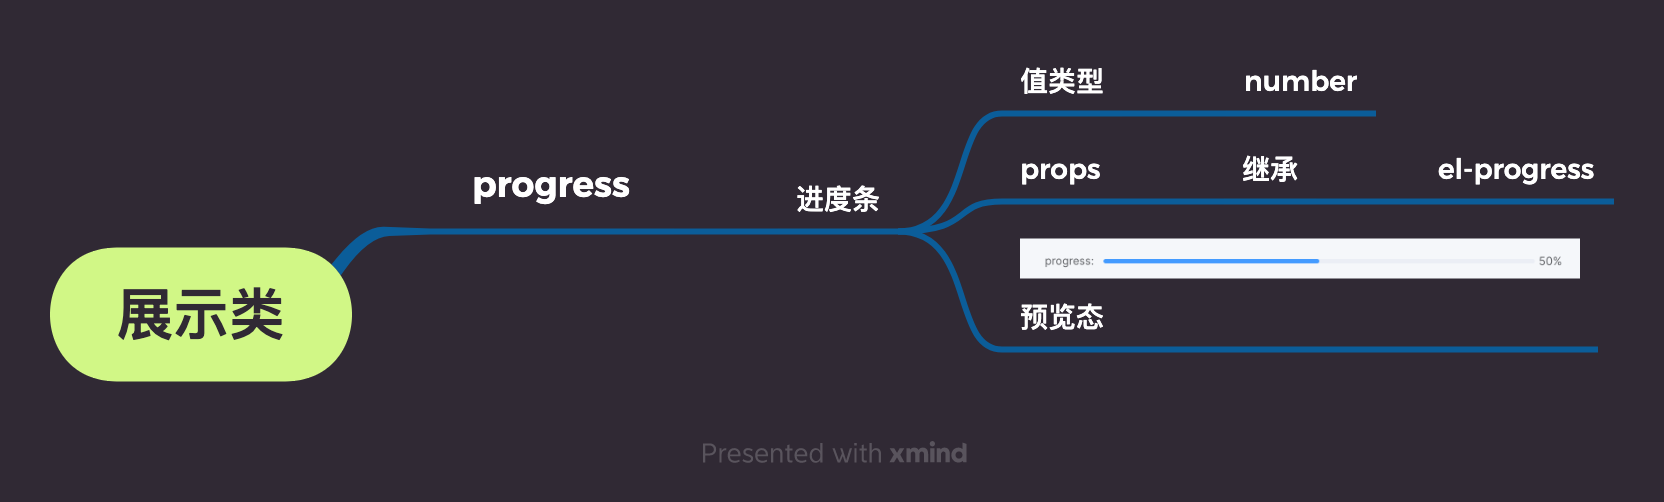 展示类
progress
进度条
值类型 number
props 继承 el-progress
progress: 50%
预览态
Presented with xmind